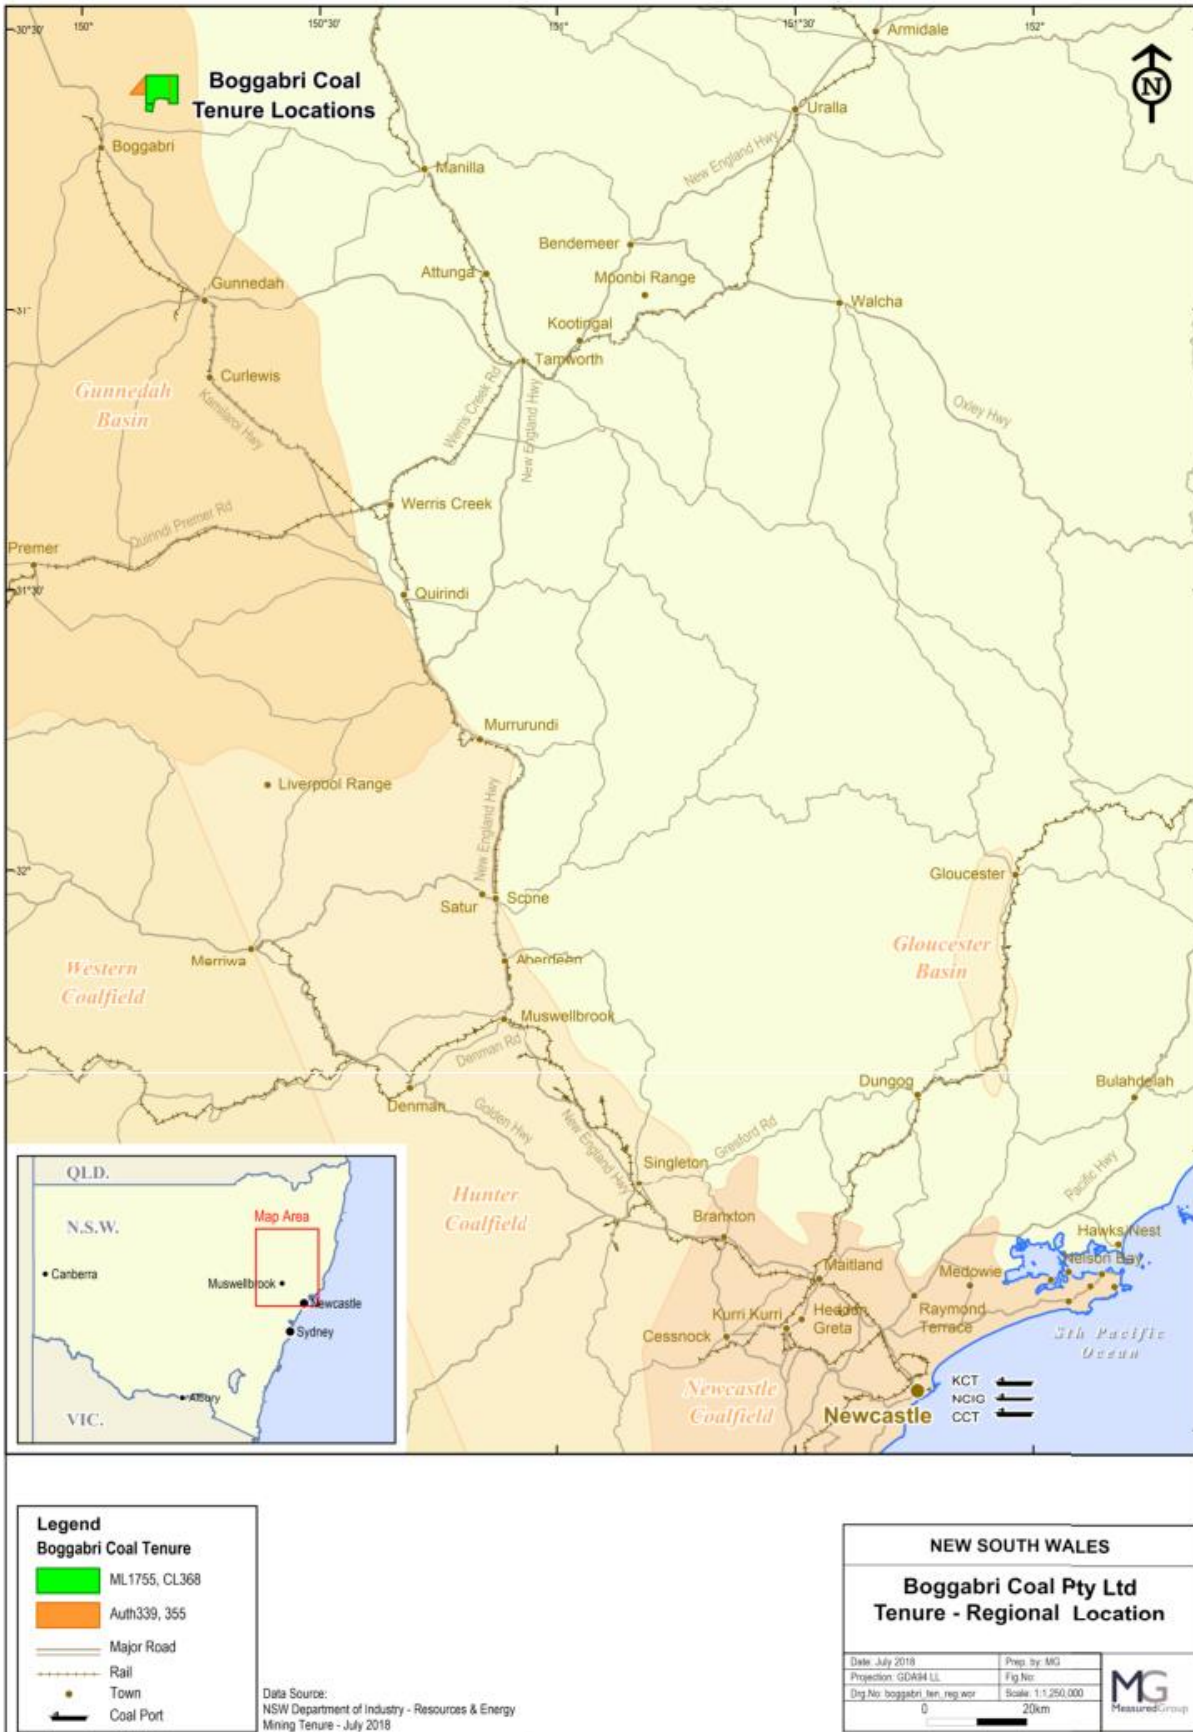 150°
150°30'
151°
151°30'
152°
30°30'
Armidale
N
Boggabri Coal
Tenure Locations
Uralla
Boggabri
New England Hwy
Manilla
Bendemeer
Attunga
Moonbi Range
Gunnedah
31°
Walcha
Kootingal
Tamworth
Curlewis
Gunnedah
Basin
Kamilaroi Hwy
Werris Creek Rd
New England Hwy
Oxley Hwy
Werris Creek
Quirindi Premer Rd
Premer
31°30'
Quirindi
Murrurundi
Liverpool Range
New England Hwy
32°
Gloucester
Satur
Scone
Merriwa
Aberdeen
Gloucester
Basin
Western
Coalfield
Muswellbrook
Denman Rd
Dungog
Bulahdelah
Denman
Golden Hwy
New England Hwy
Gresford Rd
Pacific Hwy
Singleton
Hunter
Coalfield
Branxton
Hawks Nest
Nelson Bay
Maitland
Medowie
Kurri Kurri
Heddon
Greta
Raymond
Terrace
Cessnock
Sth Pacific
Ocean
Newcastle
Coalfield
Newcastle
KCT
NCIG
CCT
QLD.
N.S.W.
Map Area
Canberra
Muswellbrook
Newcastle
Sydney
Albury
VIC.
Legend
Boggabri Coal Tenure
ML1755, CL368
Auth339, 355
Major Road
Rail
Town
Coal Port
Data Source:
NSW Department of Industry - Resources & Energy
Mining Tenure - July 2018
NEW SOUTH WALES
Boggabri Coal Pty Ltd
Tenure - Regional Location
Date: July 2018
Prep. by: MG
Projection: GDA94 LL
Fig.No:
Drg.No: boggabri_ten_reg.wor
Scale: 1:1,250,000
0 20km
MG
MeasuredGroup